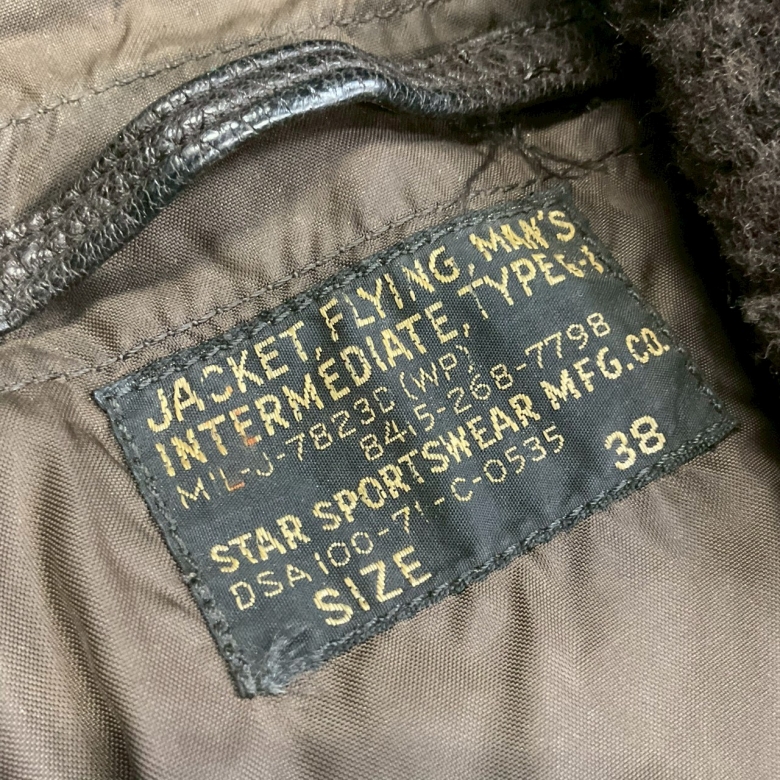 JACKET, FLYING, MAN'S
INTERMEDIATE, TYPE G-1
MIL-J-7823D (WP)
8415-268-7798
STAR SPORTSWEAR MFG. CO.
DSA100-71-C-0535
SIZE 38